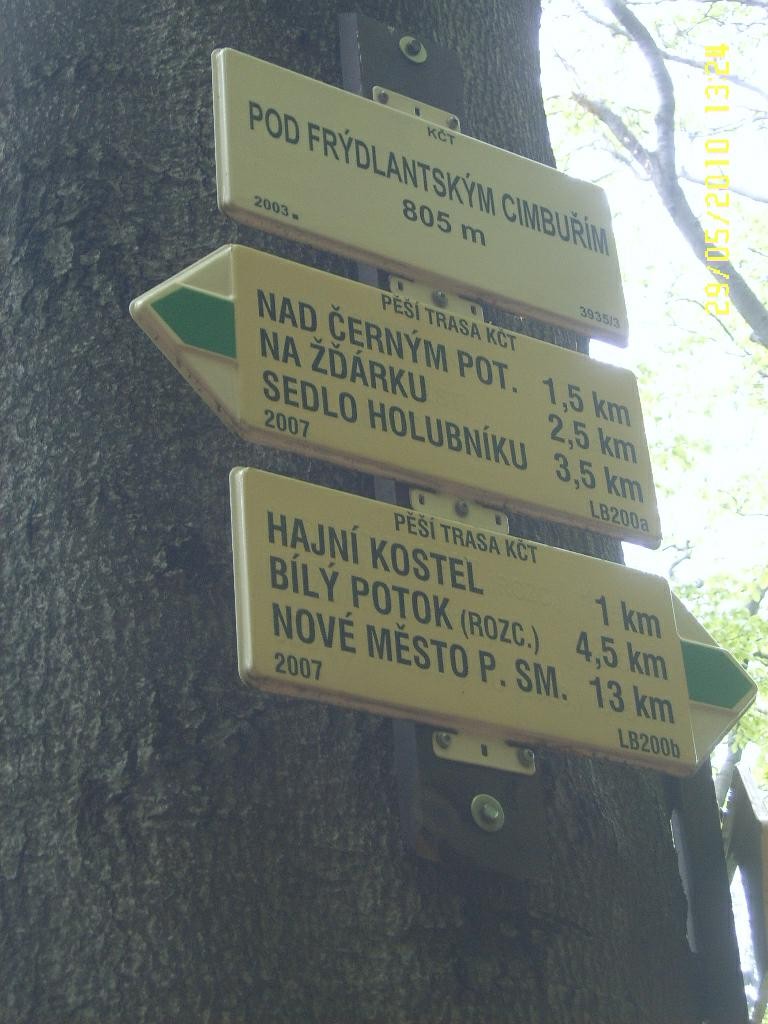 KČT
POD FRÝDLANTSKÝM CIMBUŘÍM
805 m
2003.
3935/3
PĚŠÍ TRASA KČT
NAD ČERNÝM POT. 1,5 km
NA ŽĎÁRKU 2,5 km
SEDLO HOLUBNÍKU 3,5 km
2007 LB200a
PĚŠÍ TRASA KČT
HAJNÍ KOSTEL 1 km
BÍLÝ POTOK (ROZC.) 4,5 km
NOVÉ MĚSTO P. SM. 13 km
2007 LB200b
26/05/2010 13:24